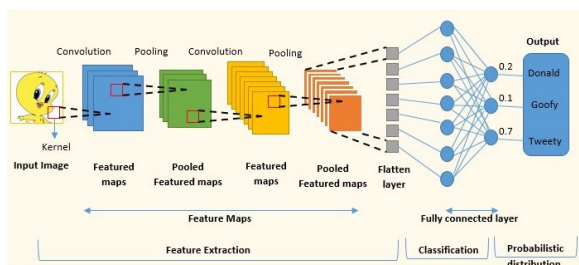 Convolution
Pooling
Convolution
Pooling
Output
0.2
Donald
0.1
Goofy
0.7
Tweety
Kernel
Input Image
Featured
maps
Pooled
Featured maps
Featured
maps
Pooled
Featured maps
Flatten
layer
Feature Maps
Fully connected layer
Feature Extraction
Classification
Probabilistic
distribution